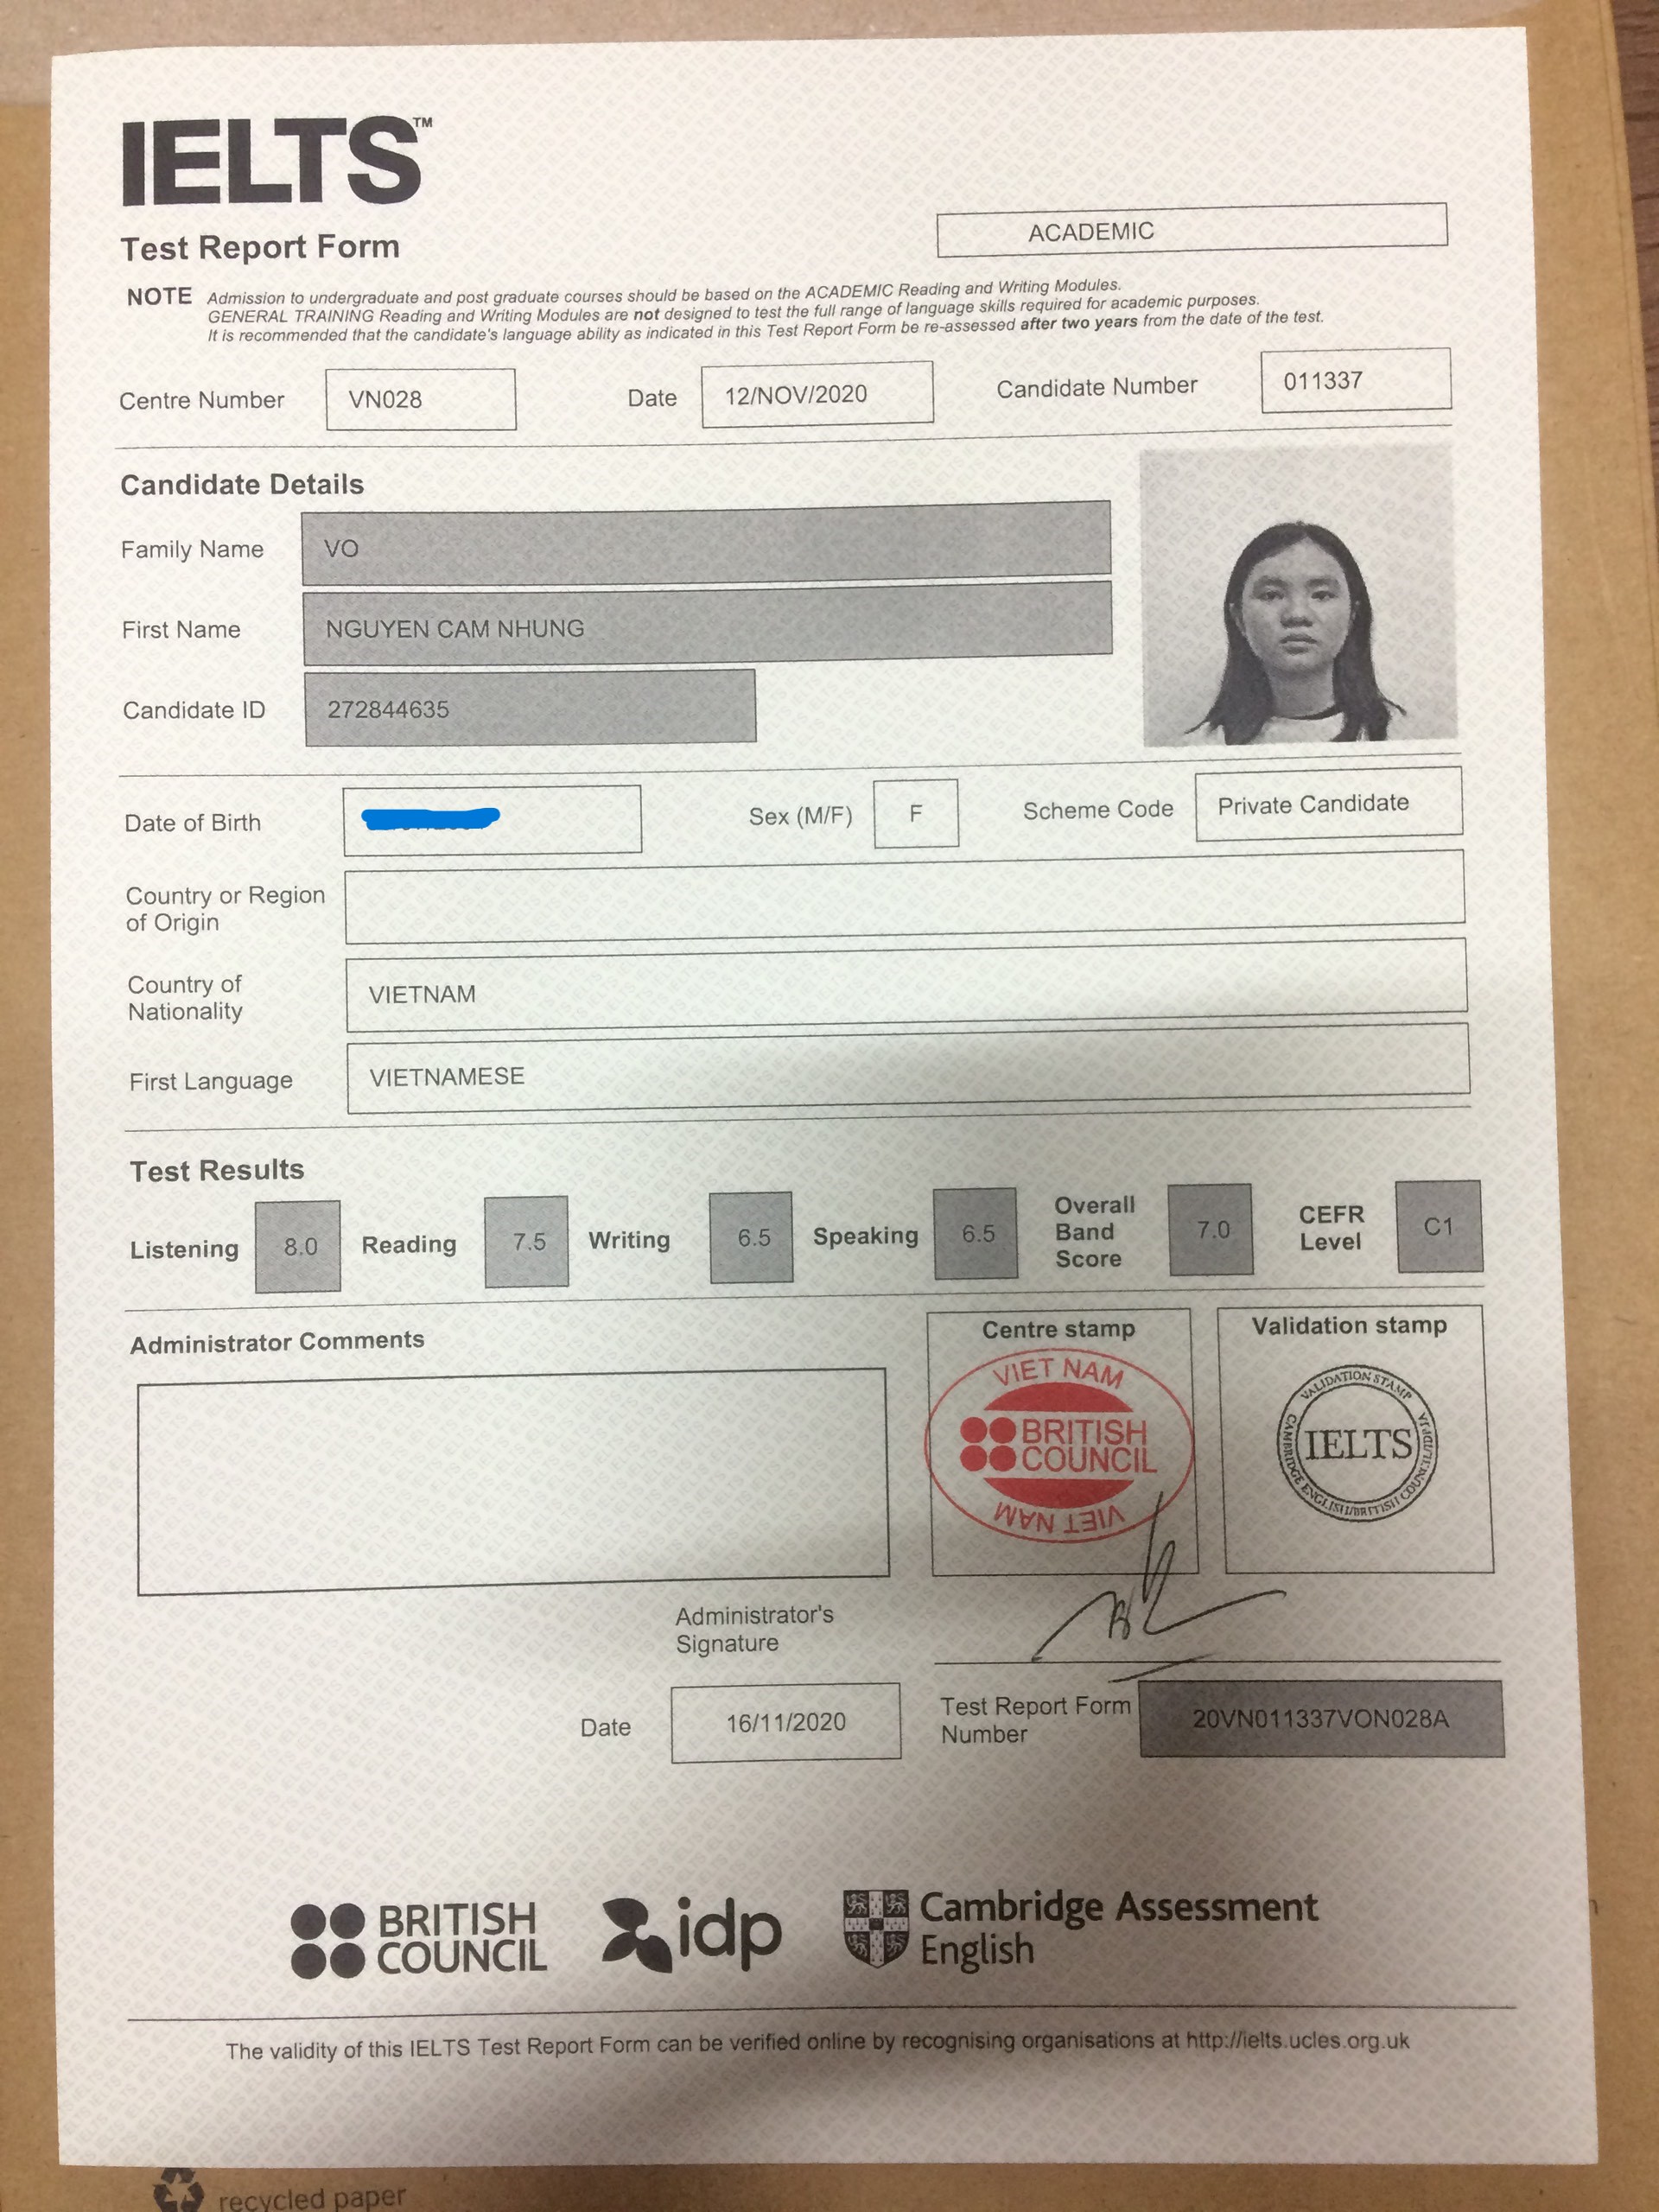 IELTS™
Test Report Form
ACADEMIC
NOTE Admission to undergraduate and post graduate courses should be based on the ACADEMIC Reading and Writing Modules.
GENERAL TRAINING Reading and Writing Modules are not designed to test the full range of language skills required for academic purposes.
It is recommended that the candidate's language ability as indicated in this Test Report Form be re-assessed after two years from the date of the test.
Centre Number VN028 Date 12/NOV/2020 Candidate Number 011337
Candidate Details
Family Name VO
First Name NGUYEN CAM NHUNG
Candidate ID 272844635
Date of Birth Sex (M/F) F Scheme Code Private Candidate
Country or Region
of Origin
Country of
Nationality VIETNAM
First Language VIETNAMESE
Test Results
Listening 8.0 Reading 7.5 Writing 6.5 Speaking 6.5 Overall Band Score 7.0 CEFR Level C1
Administrator Comments
Centre stamp
VIET NAM
BRITISH
COUNCIL
VIET NAM
Validation stamp
VALIDATION STAMP
IELTS
CAMBRIDGE ENGLISH/BRITISH COUNCIL/IDP:IA
Administrator's
Signature
Date 16/11/2020
Test Report Form
Number 20VN011337VON028A
BRITISH
COUNCIL
idp
Cambridge Assessment
English
The validity of this IELTS Test Report Form can be verified online by recognising organisations at http://ielts.ucles.org.uk
recycled paper